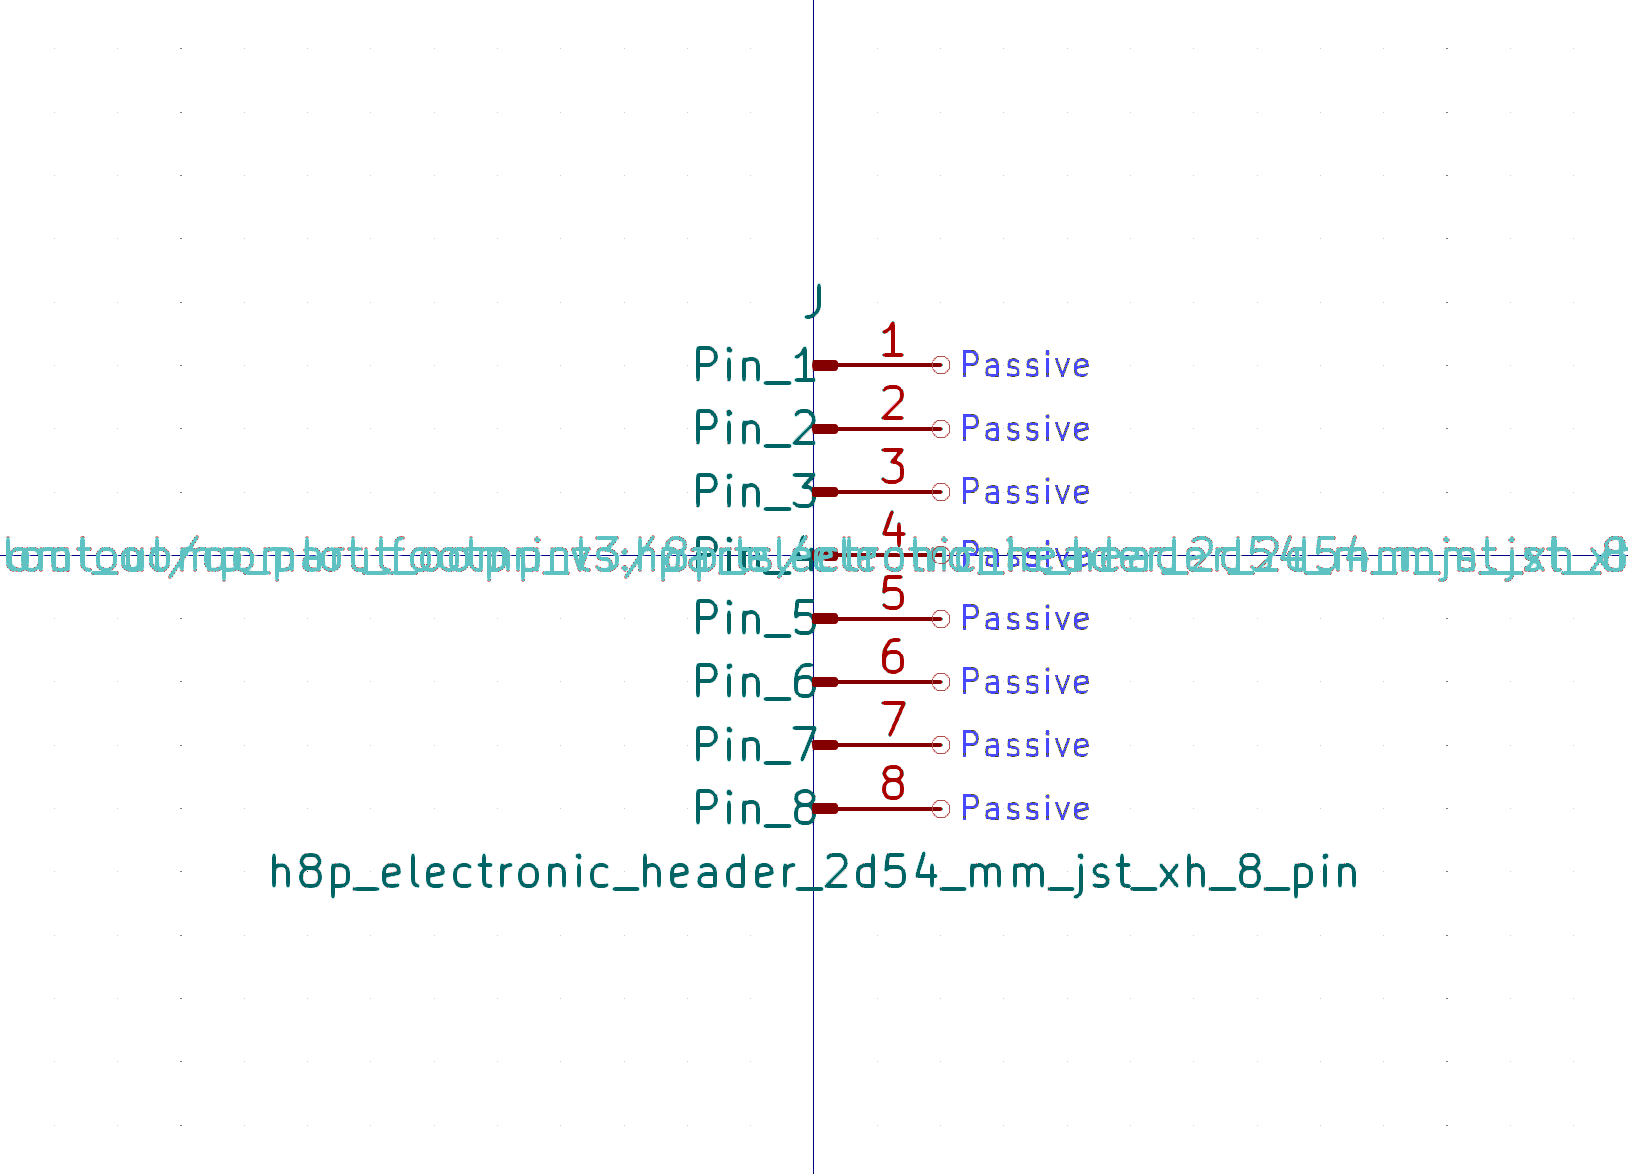 J
Pin_1 1 Passive
Pin_2 2 Passive
Pin_3 3 Passive
Pin_4 4 Passive
Pin_5 5 Passive
Pin_6 6 Passive
Pin_7 7 Passive
Pin_8 8 Passive
h8p_electronic_header_2d54_mm_jst_xh_8_pin